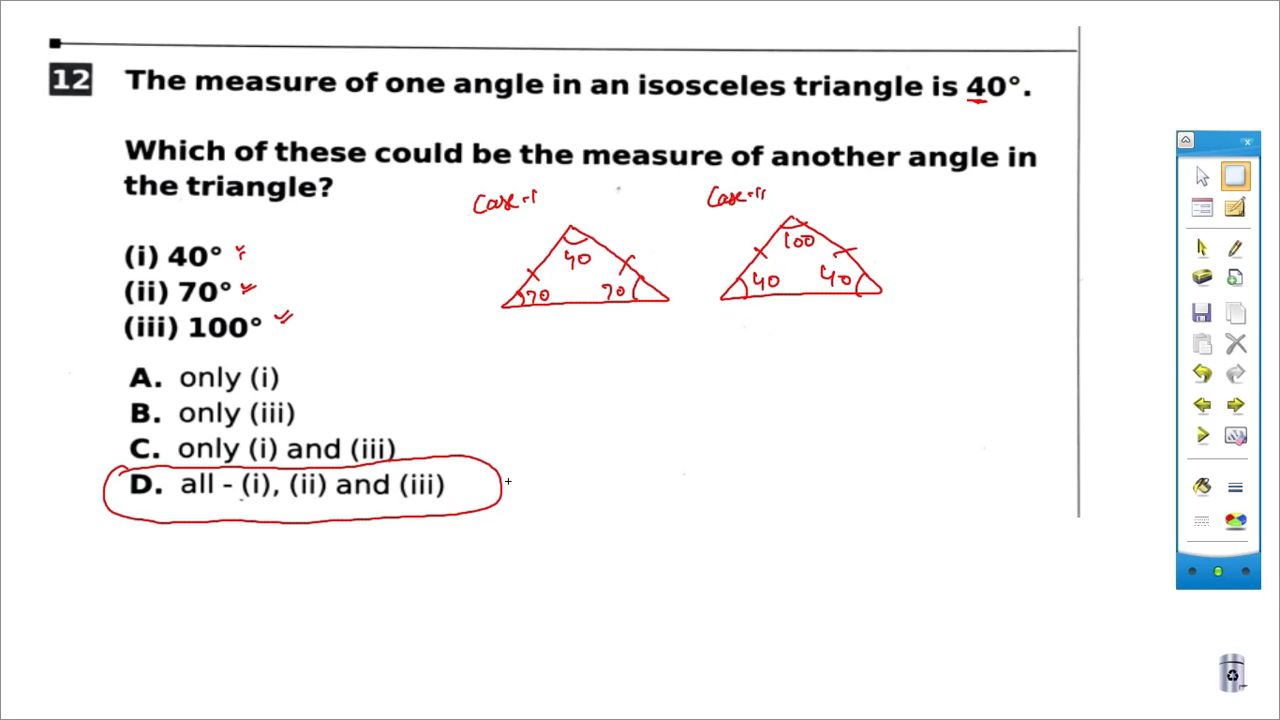 12 The measure of one angle in an isosceles triangle is 40°.
Which of these could be the measure of another angle in
the triangle?
Case-I
Case-II
(i) 40°
(ii) 70°
(iii) 100°
40
70 70
100
40 40
A. only (i)
B. only (iii)
C. only (i) and (iii)
D. all - (i), (ii) and (iii)